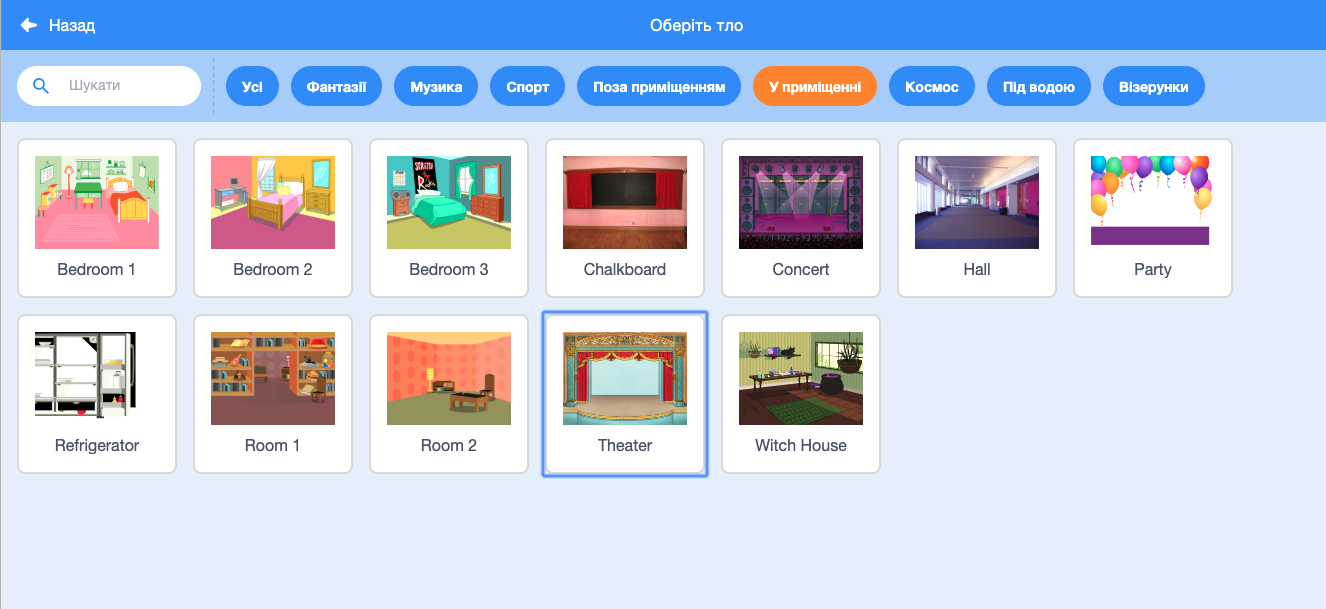 Назад
Оберіть тло
Шукати
Усі
Фантазії
Музика
Спорт
Поза приміщенням
У приміщенні
Космос
Під водою
Візерунки
Bedroom 1
Bedroom 2
Bedroom 3
Chalkboard
Concert
Hall
Party
Refrigerator
Room 1
Room 2
Theater
Witch House